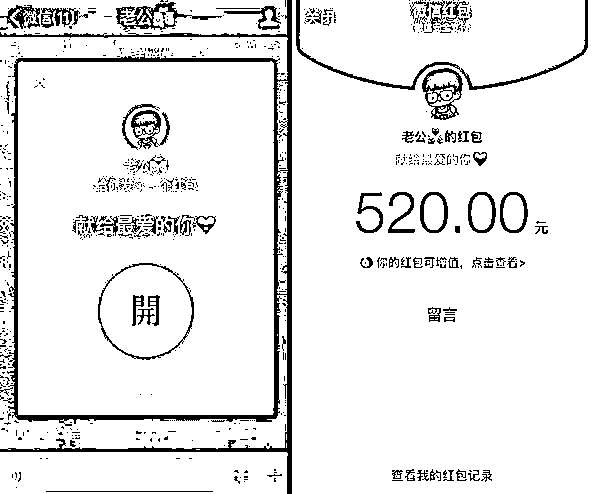 微信(11)
老公
老公
给你发了一个红包
献给最爱的你
開
关闭
微信红包
老公的红包
献给最爱的你
520.00元
你的红包可增值，点击查看>
留言
查看我的红包记录